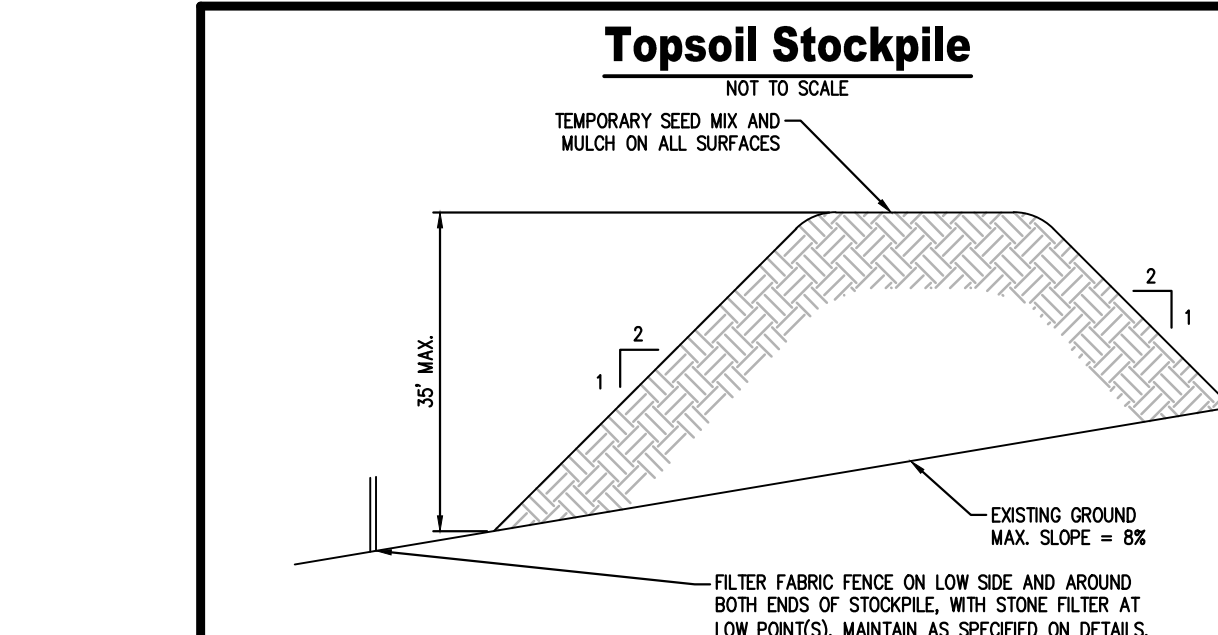 Topsoil Stockpile
NOT TO SCALE
TEMPORARY SEED MIX AND
MULCH ON ALL SURFACES
2
1
2
1
35' MAX.
EXISTING GROUND
MAX. SLOPE = 8%
FILTER FABRIC FENCE ON LOW SIDE AND AROUND
BOTH ENDS OF STOCKPILE, WITH STONE FILTER AT
LOW POINT(S). MAINTAIN AS SPECIFIED ON DETAILS.